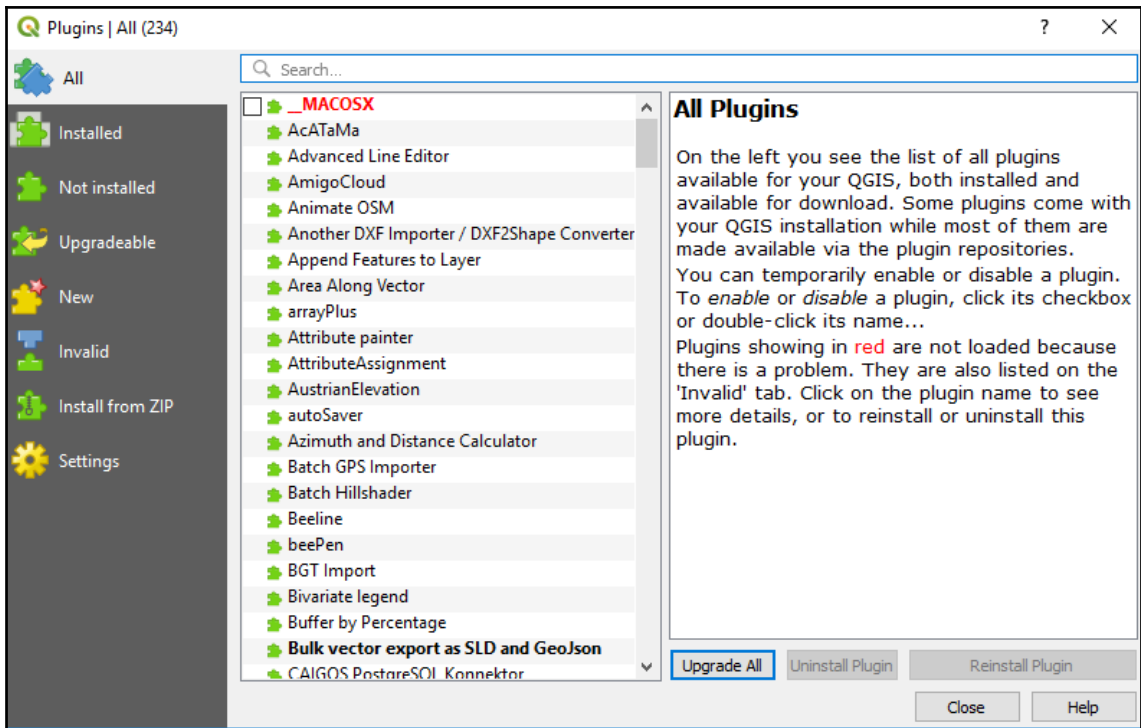 Plugins | All (234)
?
All
Installed
Not installed
Upgradeable
New
Invalid
Install from ZIP
Settings
Search...
__MACOSX
AcATaMa
Advanced Line Editor
AmigoCloud
Animate OSM
Another DXF Importer / DXF2Shape Converter
Append Features to Layer
Area Along Vector
arrayPlus
Attribute painter
AttributeAssignment
AustrianElevation
autoSaver
Azimuth and Distance Calculator
Batch GPS Importer
Batch Hillshader
Beeline
beePen
BGT Import
Bivariate legend
Buffer by Percentage
Bulk vector export as SLD and GeoJson
CAIGOS PostgreSQL Konnektor
All Plugins
On the left you see the list of all plugins
available for your QGIS, both installed and
available for download. Some plugins come with
your QGIS installation while most of them are
made available via the plugin repositories.
You can temporarily enable or disable a plugin.
To enable or disable a plugin, click its checkbox
or double-click its name...
Plugins showing in red are not loaded because
there is a problem. They are also listed on the
'Invalid' tab. Click on the plugin name to see
more details, or to reinstall or uninstall this
plugin.
Upgrade All
Uninstall Plugin
Reinstall Plugin
Close
Help